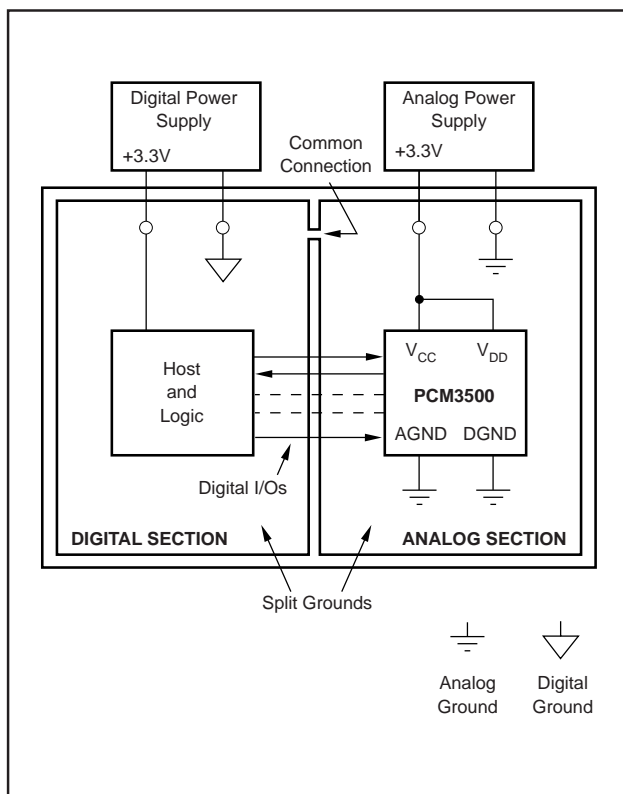 Digital Power
Supply
+3.3V
Analog Power
Supply
+3.3V
Common
Connection
Host
and
Logic
V_CC V_DD
PCM3500
AGND DGND
Digital I/Os
DIGITAL SECTION
ANALOG SECTION
Split Grounds
Analog
Ground
Digital
Ground